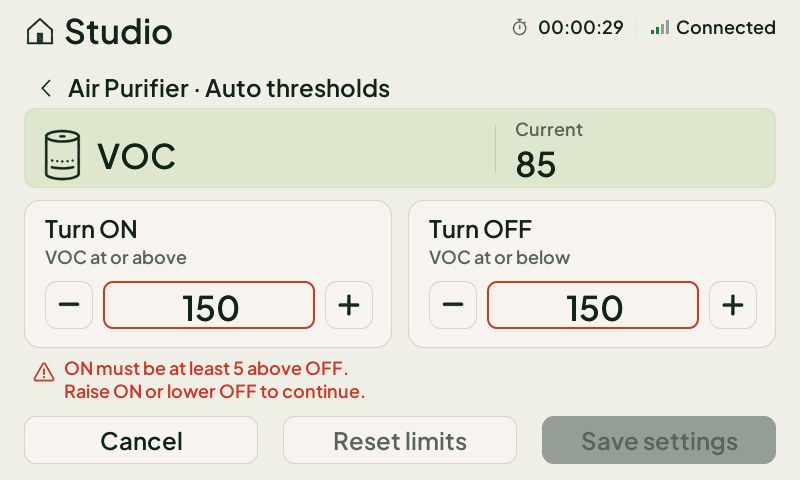 Studio
00:00:29
Connected
Air Purifier · Auto thresholds
VOC
Current
85
Turn ON
VOC at or above
− 150 +
Turn OFF
VOC at or below
− 150 +
ON must be at least 5 above OFF.
Raise ON or lower OFF to continue.
Cancel
Reset limits
Save settings